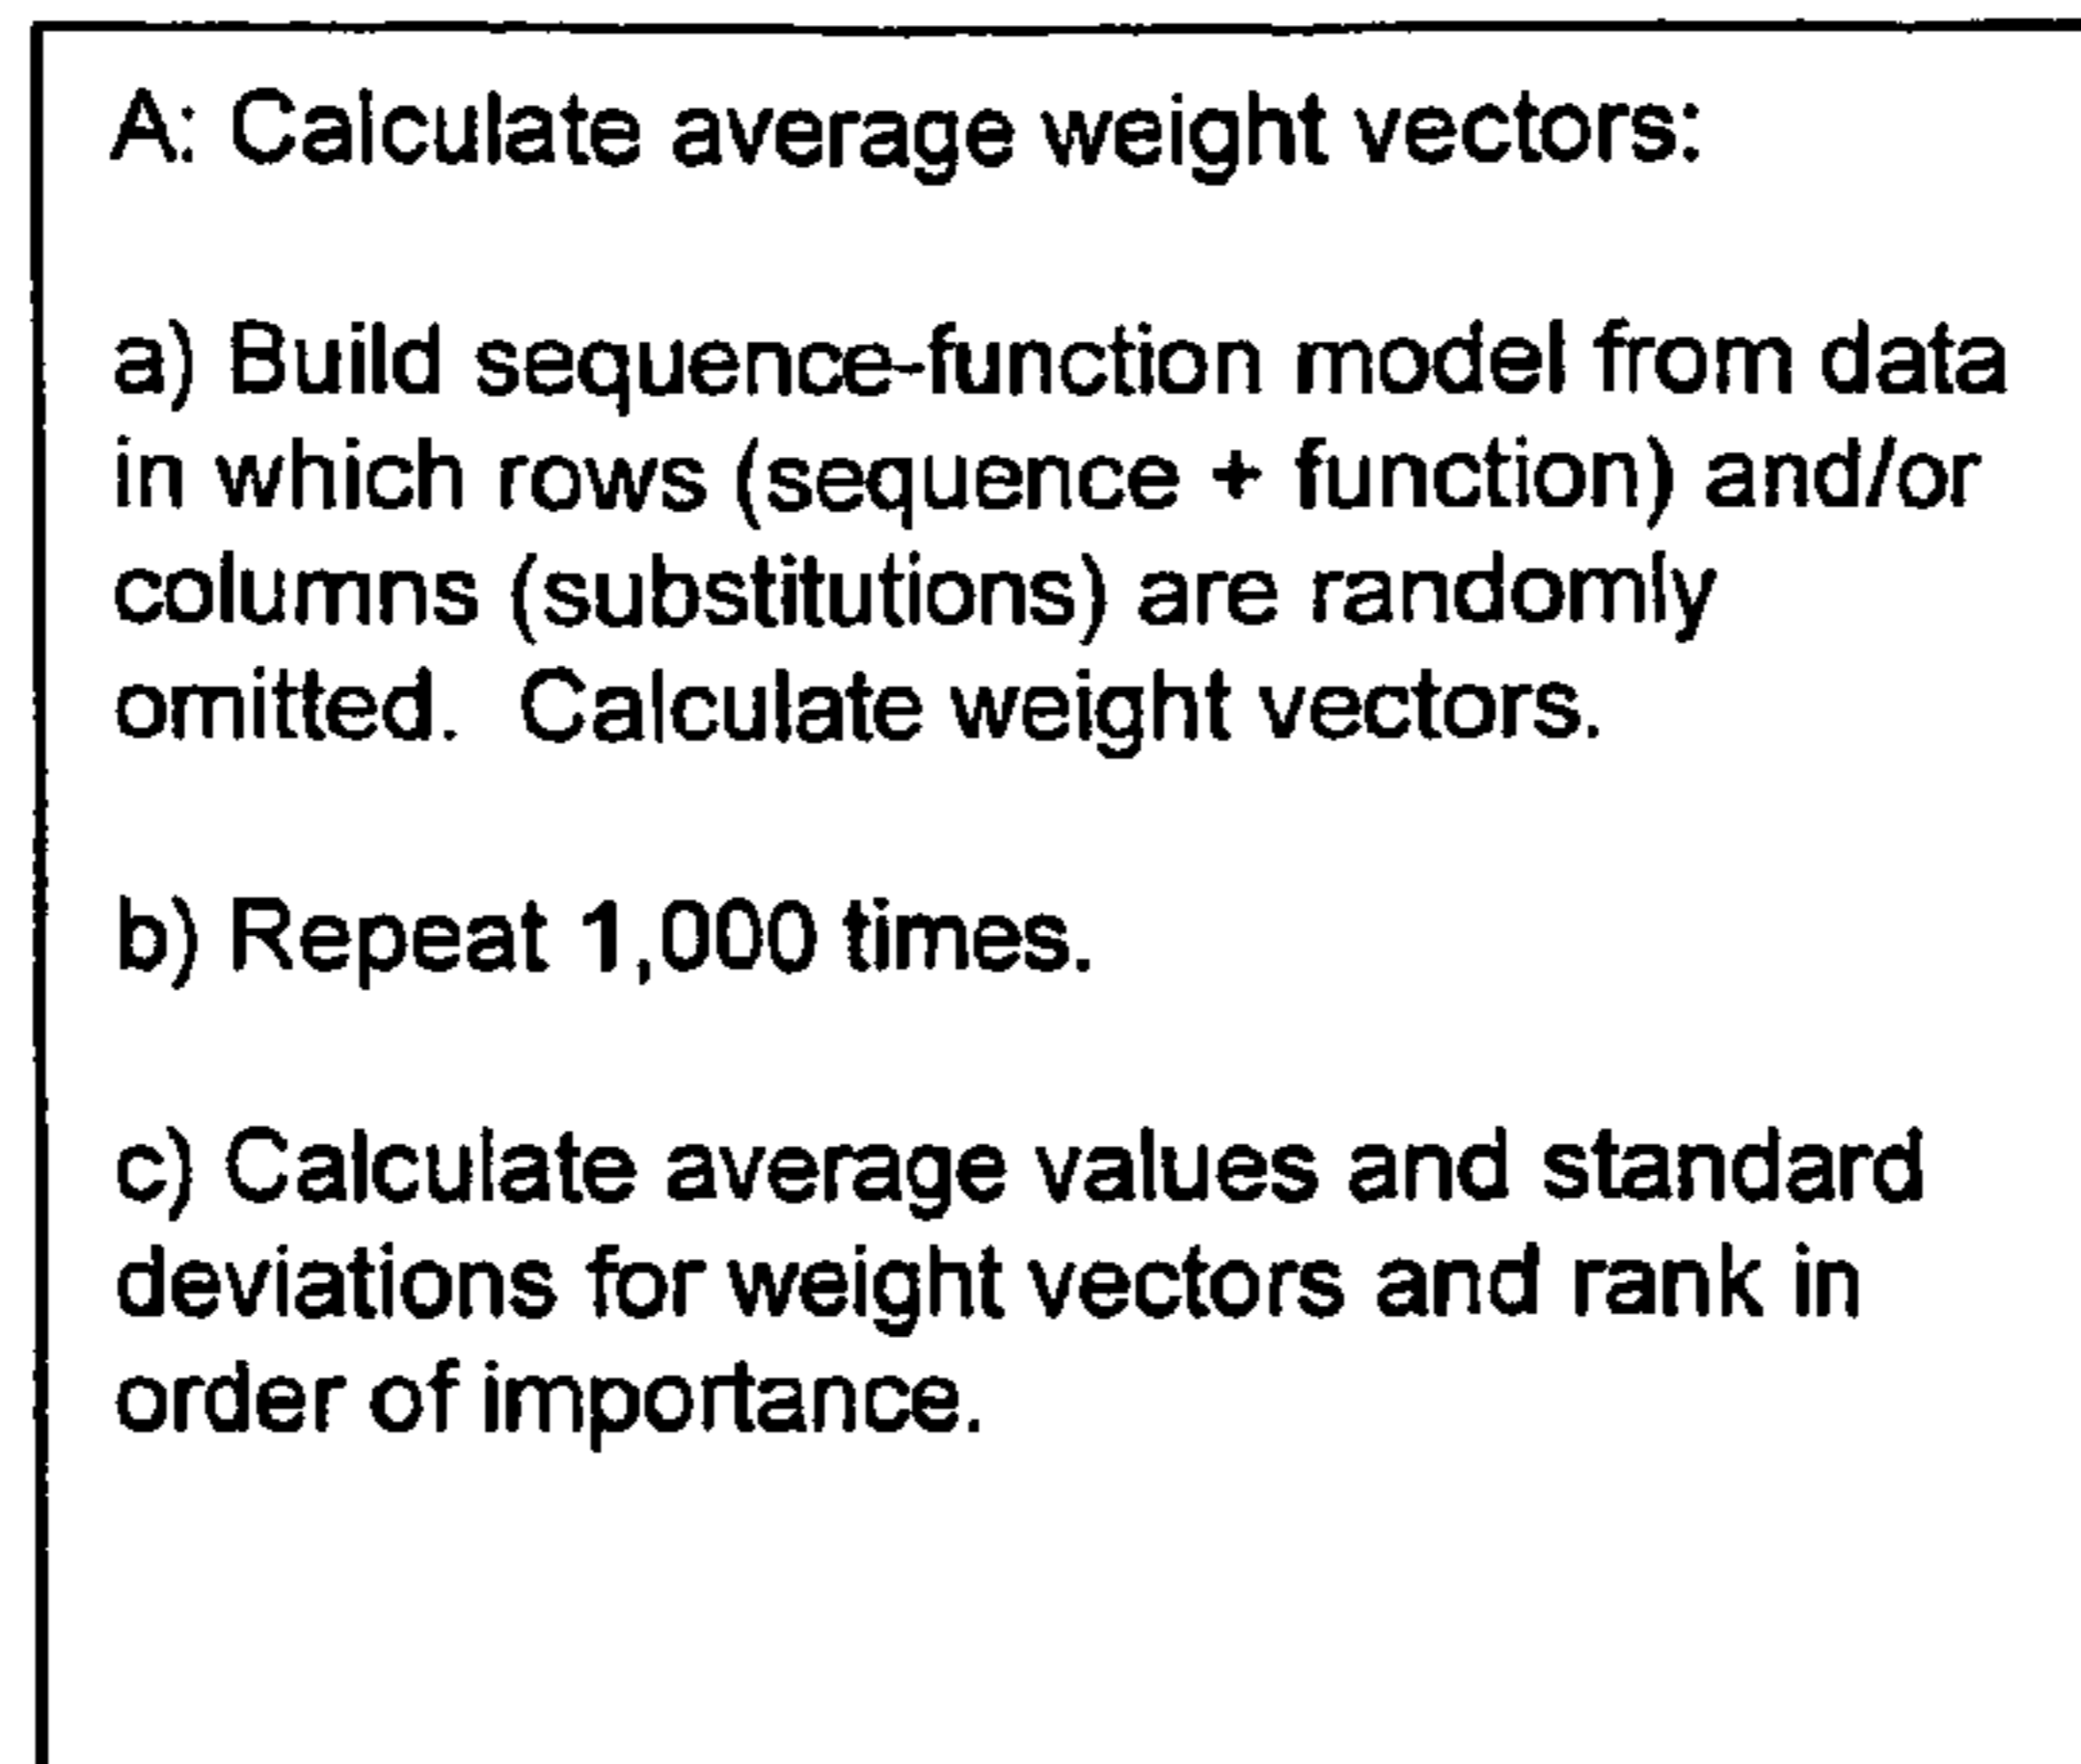 A: Calculate average weight vectors:
a) Build sequence-function model from data
in which rows (sequence + function) and/or
columns (substitutions) are randomly
omitted.  Calculate weight vectors.
b) Repeat 1,000 times.
c) Calculate average values and standard
deviations for weight vectors and rank in
order of importance.